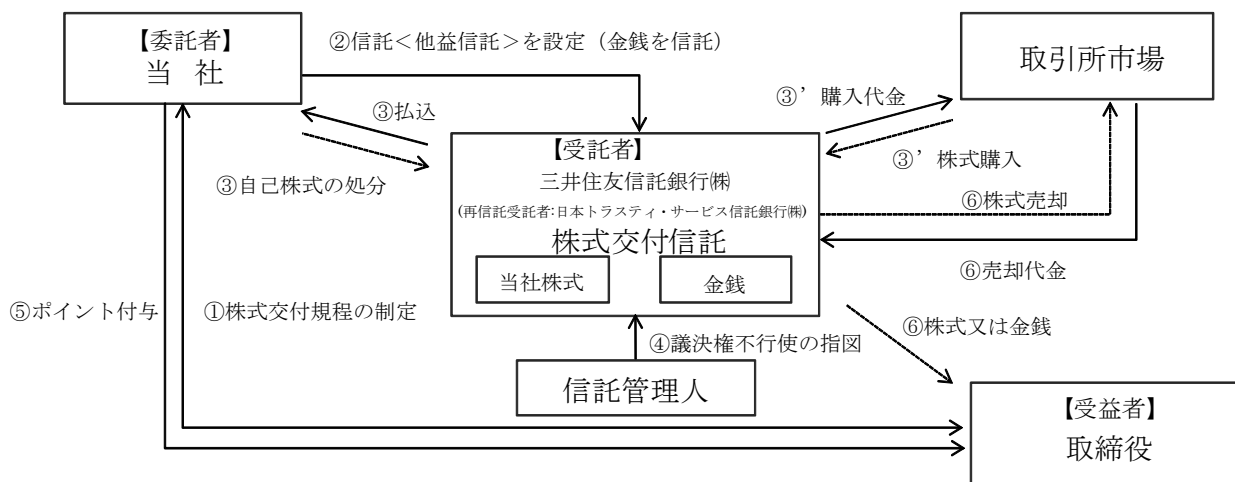 【委託者】
当 社
②信託＜他益信託＞を設定（金銭を信託）
取引所市場
③払込
③自己株式の処分
③’購入代金
③’株式購入
【受託者】
三井住友信託銀行㈱
(再信託受託者:日本トラスティ・サービス信託銀行㈱)
株式交付信託
当社株式
金銭
⑥株式売却
⑥売却代金
⑤ポイント付与
①株式交付規程の制定
④議決権不行使の指図
⑥株式又は金銭
信託管理人
【受益者】
取締役